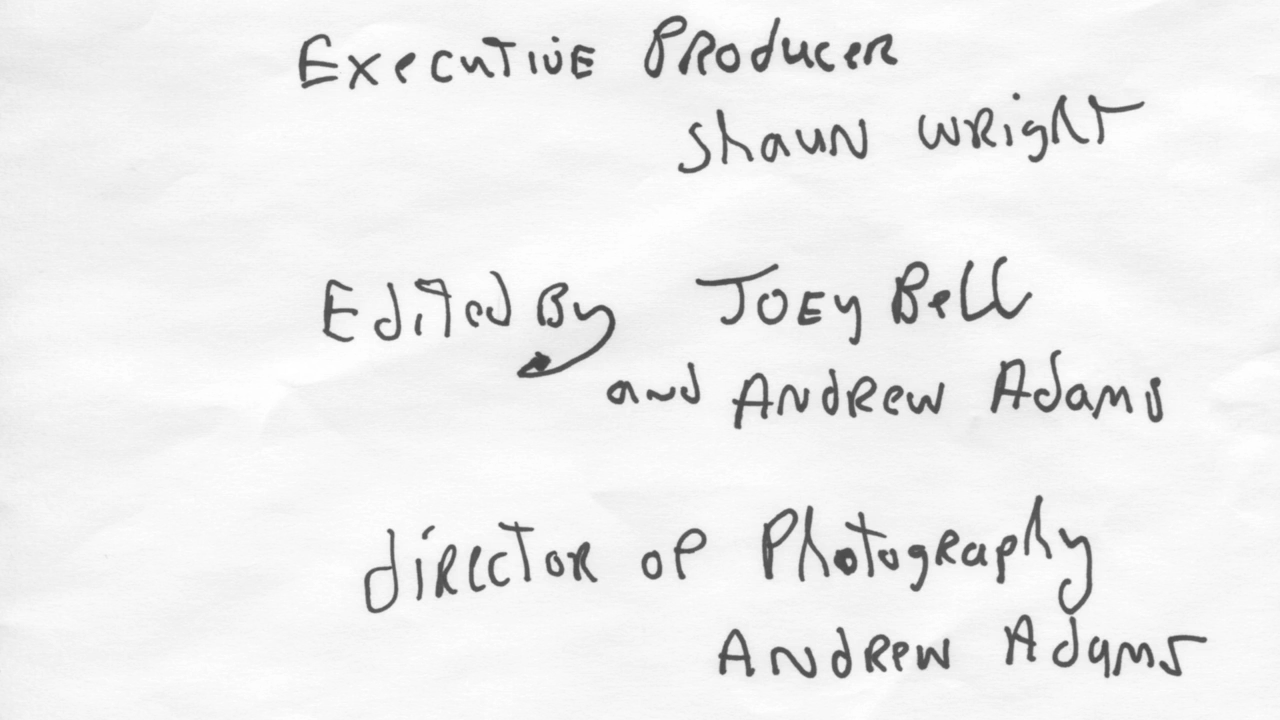 Executive Producer
Shaun Wright
Edited By Joey Bell
and Andrew Adams
director of Photography
Andrew Adams